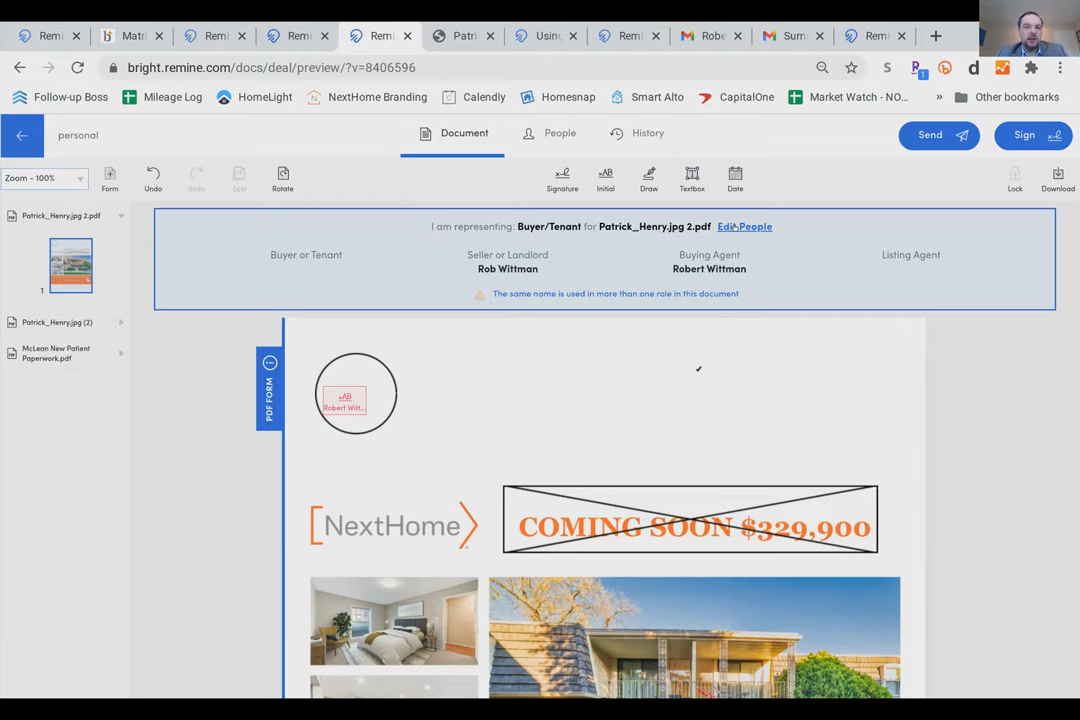 Remi
Matri
Remi
Remi
Remi
Patri
Using
Remi
Robe
Sum
Remi
bright.remine.com/docs/deal/preview/?v=8406596
Follow-up Boss
Mileage Log
HomeLight
NextHome Branding
Calendly
Homesnap
Smart Alto
CapitalOne
Market Watch - NO...
»
Other bookmarks
personal
Document
People
History
Send
Sign
Zoom - 100%
Form
Undo
Redo
Split
Rotate
Signature
Initial
Draw
Textbox
Date
Lock
Download
Patrick_Henry.jpg 2.pdf
1
Patrick_Henry.jpg (2)
McLean New Patient
Paperwork.pdf
I am representing: Buyer/Tenant for Patrick_Henry.jpg 2.pdf Edit People
Buyer or Tenant
Seller or Landlord
Rob Wittman
Buying Agent
Robert Wittman
Listing Agent
The same name is used in more than one role in this document
PDF FORM
AB
Robert Witt...
NextHome
COMING SOON $329,900